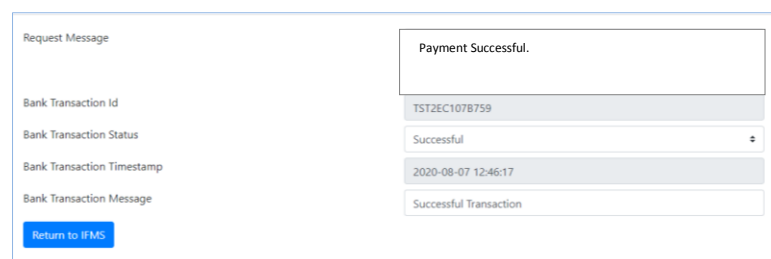 Request Message
Payment Successful.
Bank Transaction Id
TST2EC107B759
Bank Transaction Status
Successful
Bank Transaction Timestamp
2020-08-07 12:46:17
Bank Transaction Message
Successful Transaction
Return to IFMS